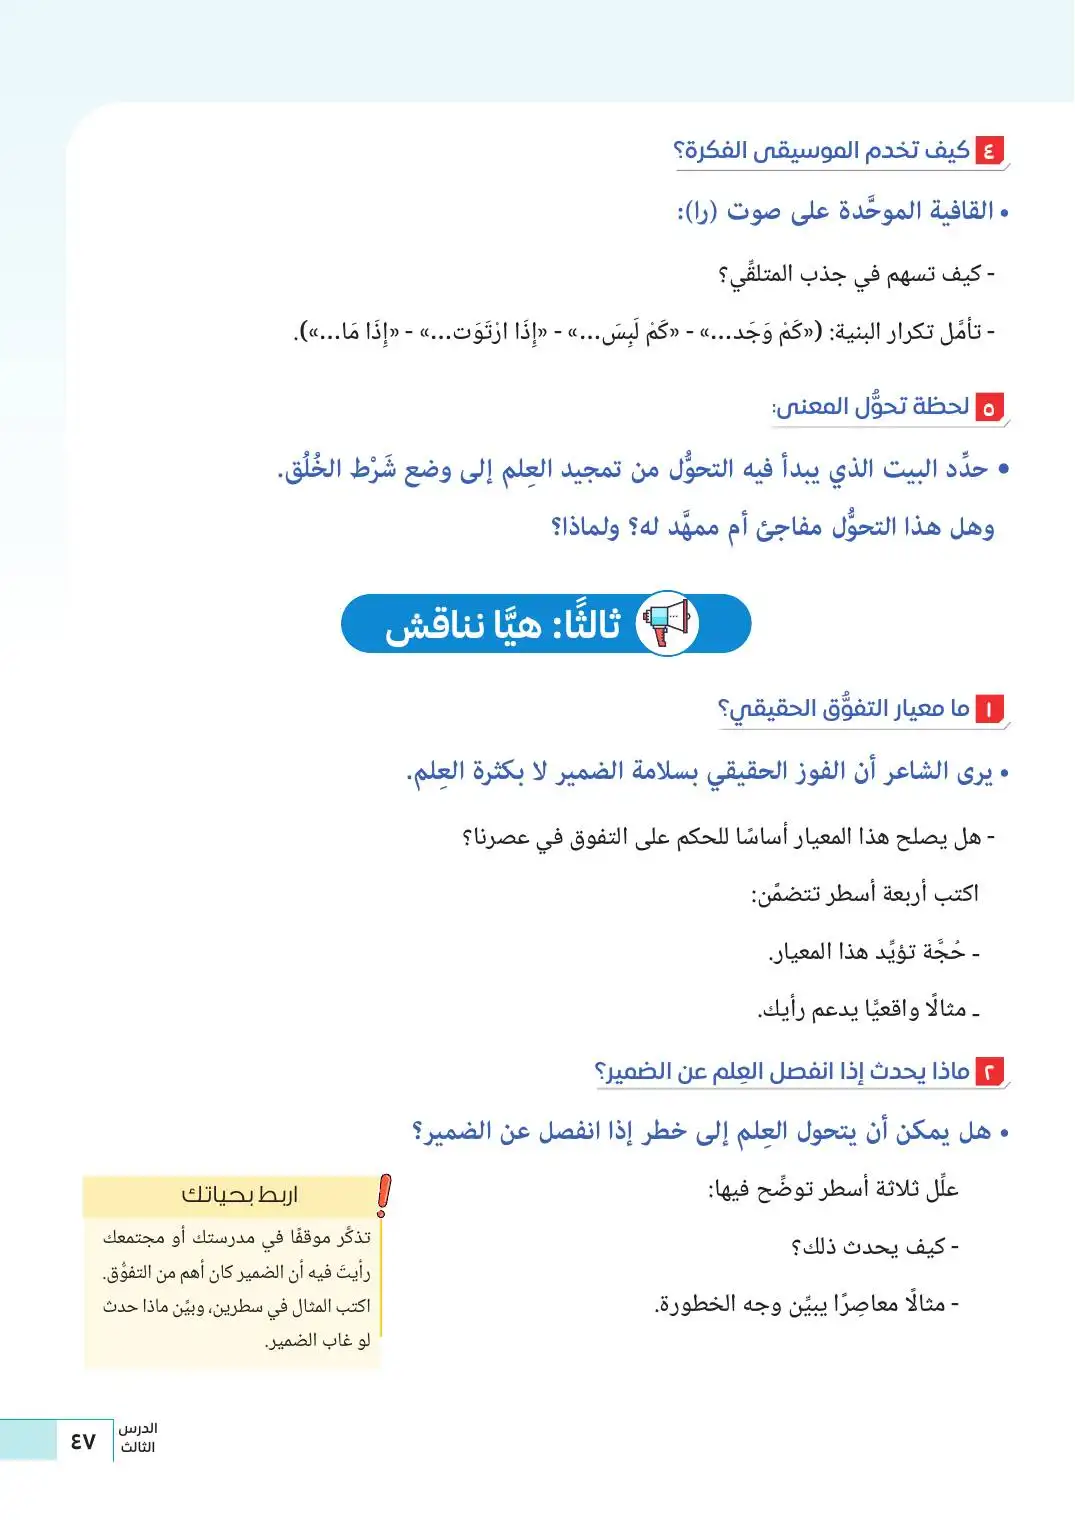 ٤ كيف تخدم الموسيقى الفكرة؟
• القافية الموحَّدة على صوت (را):
- كيف تسهم في جذب المتلقِّي؟
- تأمَّل تكرار البنية: («كَمْ وَجَد...» - «كَمْ لَبِسَ...» - «إِذَا ارْتَوَت...» - «إِذَا مَا...»).
٥ لحظة تحوُّل المعنى:
• حدِّد البيت الذي يبدأ فيه التحوُّل من تمجيد العِلم إلى وضع شَرْط الخُلُق.
وهل هذا التحوُّل مفاجئ أم ممهَّد له؟ ولماذا؟
ثالثًا: هيَّا نناقش
١ ما معيار التفوُّق الحقيقي؟
• يرى الشاعر أن الفوز الحقيقي بسلامة الضمير لا بكثرة العِلم.
- هل يصلح هذا المعيار أساسًا للحكم على التفوق في عصرنا؟
اكتب أربعة أسطر تتضمَّن:
- حُجَّة تؤيِّد هذا المعيار.
ـ مثالًا واقعيًّا يدعم رأيك.
٢ ماذا يحدث إذا انفصل العِلم عن الضمير؟
• هل يمكن أن يتحول العِلم إلى خطر إذا انفصل عن الضمير؟
علِّل ثلاثة أسطر توضِّح فيها:
- كيف يحدث ذلك؟
- مثالًا معاصِرًا يبيِّن وجه الخطورة.
اربط بحياتك
تذكَّر موقفًا في مدرستك أو مجتمعك
رأيتَ فيه أن الضمير كان أهم من التفوُّق.
اكتب المثال في سطرين، وبيِّن ماذا حدث
لو غاب الضمير.
الدرس
الثالث
٤٧